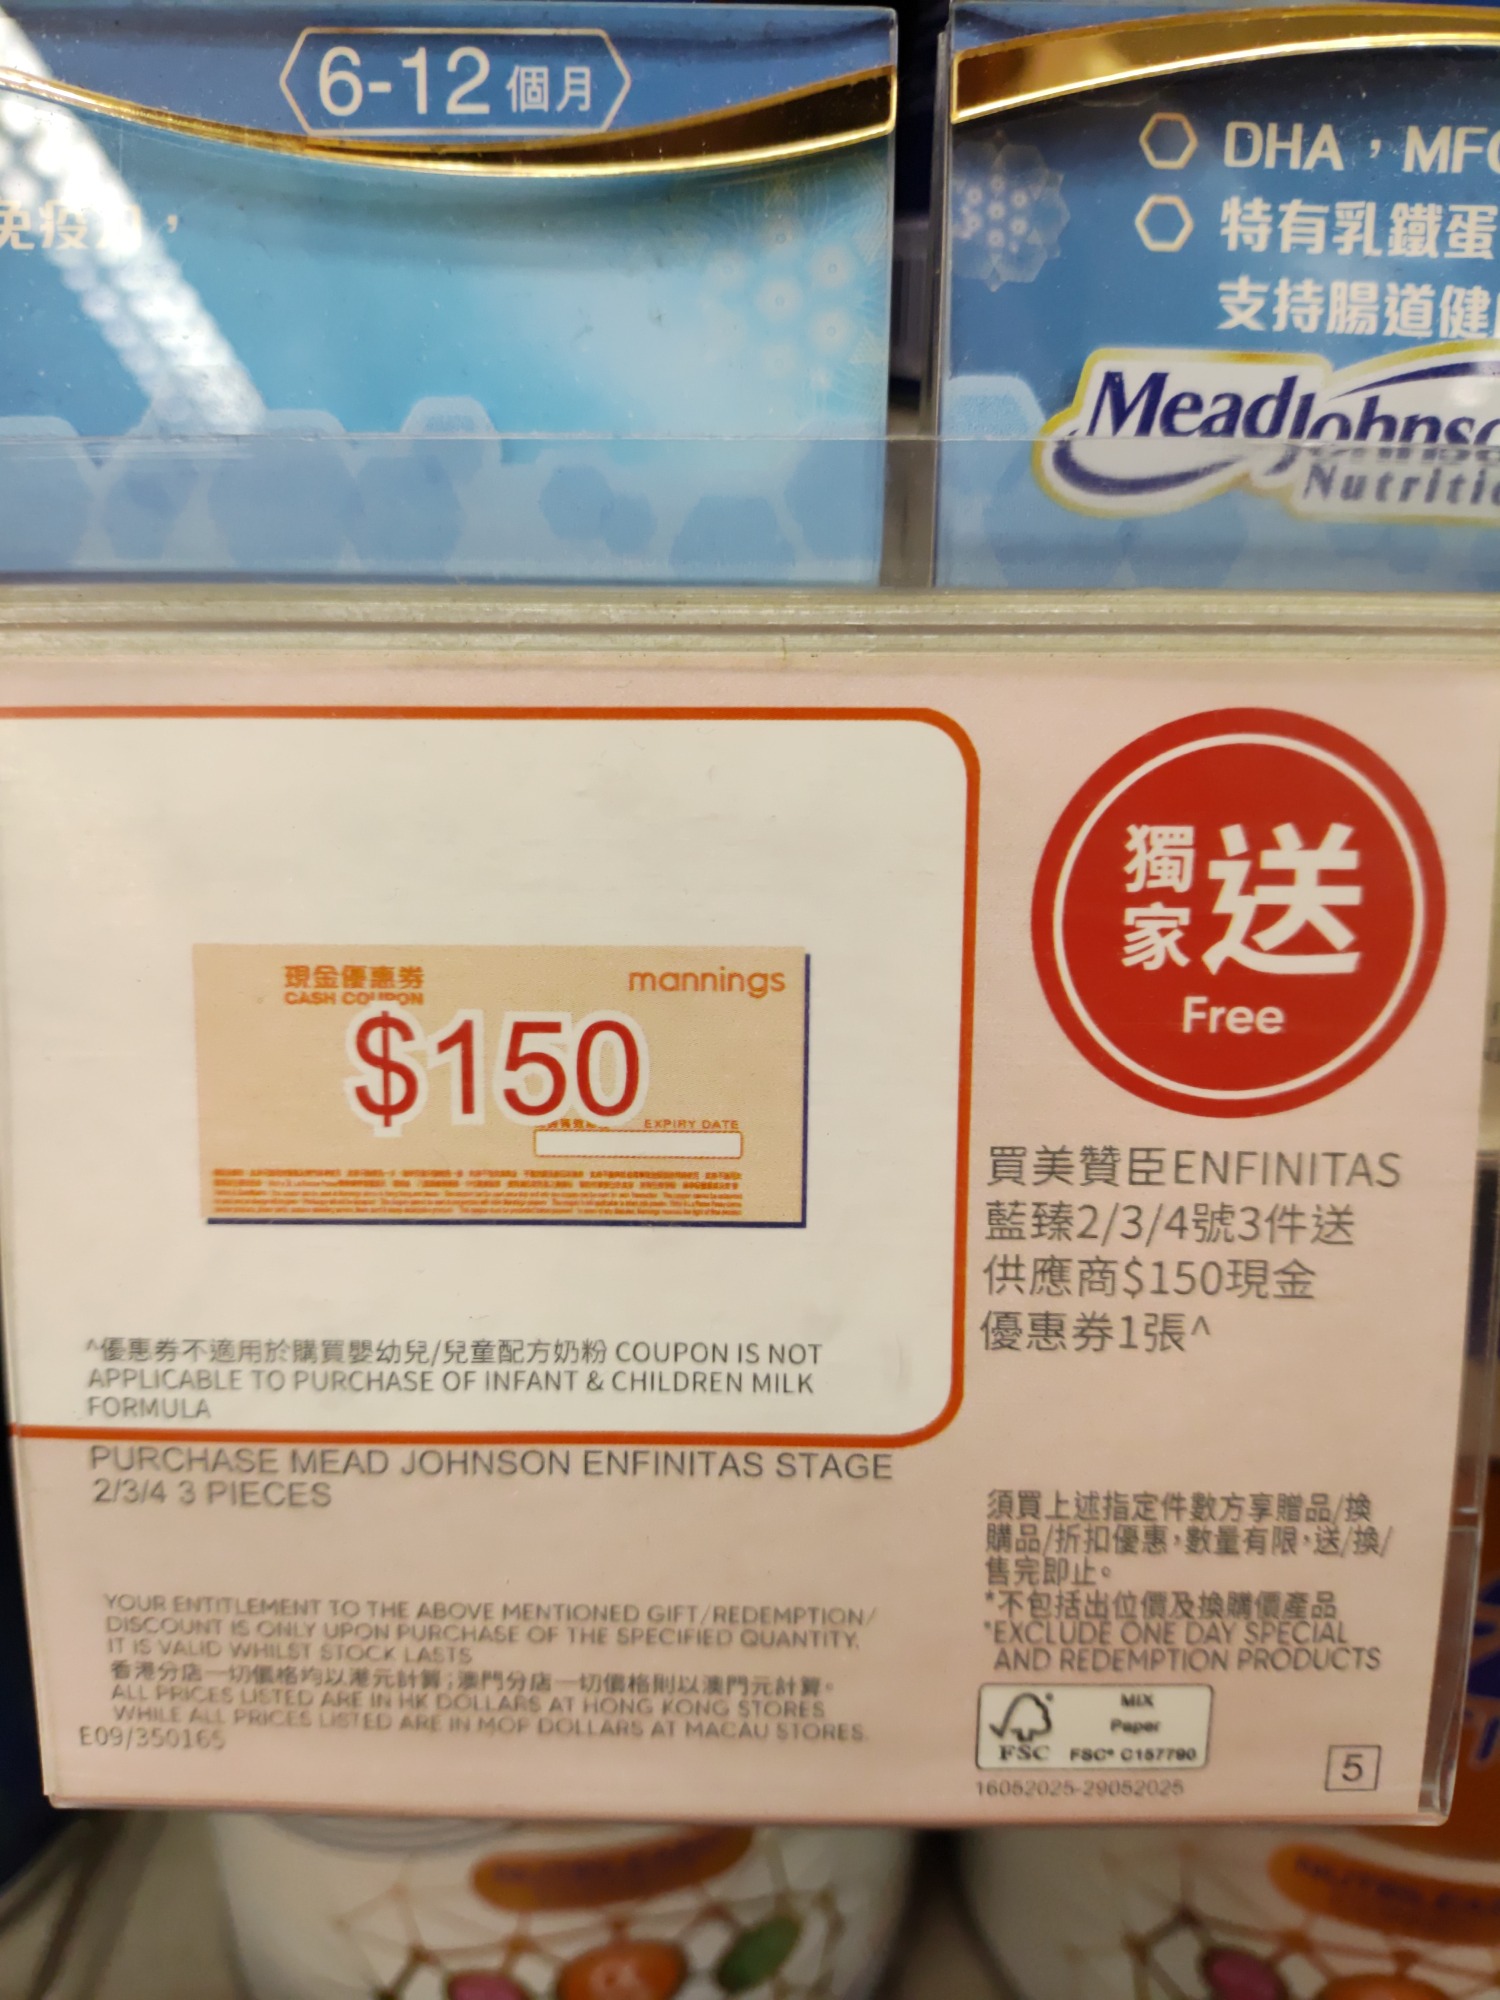 6-12個月
免疫力，
DHA，MF
特有乳鐵蛋
支持腸道健
MeadJohns
Nutriti
現金優惠券
CASH COUPON
mannings
$150
EXPIRY DATE
^優惠券不適用於購買嬰幼兒/兒童配方奶粉 COUPON IS NOT
APPLICABLE TO PURCHASE OF INFANT & CHILDREN MILK
FORMULA
PURCHASE MEAD JOHNSON ENFINITAS STAGE
2/3/4 3 PIECES
YOUR ENTITLEMENT TO THE ABOVE MENTIONED GIFT/REDEMPTION/
DISCOUNT IS ONLY UPON PURCHASE OF THE SPECIFIED QUANTITY.
IT IS VALID WHILST STOCK LASTS
香港分店一切價格均以港元計算；澳門分店一切價格則以澳門元計算。
ALL PRICES LISTED ARE IN HK DOLLARS AT HONG KONG STORES
WHILE ALL PRICES LISTED ARE IN MOP DOLLARS AT MACAU STORES.
E09/350165
獨家送
Free
買美贊臣ENFINITAS
藍臻2/3/4號3件送
供應商$150現金
優惠券1張^
須買上述指定件數方享贈品/換
購品/折扣優惠，數量有限，送/換/
售完即止。
*不包括出位價及換購價產品
*EXCLUDE ONE DAY SPECIAL
AND REDEMPTION PRODUCTS
FSC
MIX
Paper
FSC® C157790
16052025-29052025
5